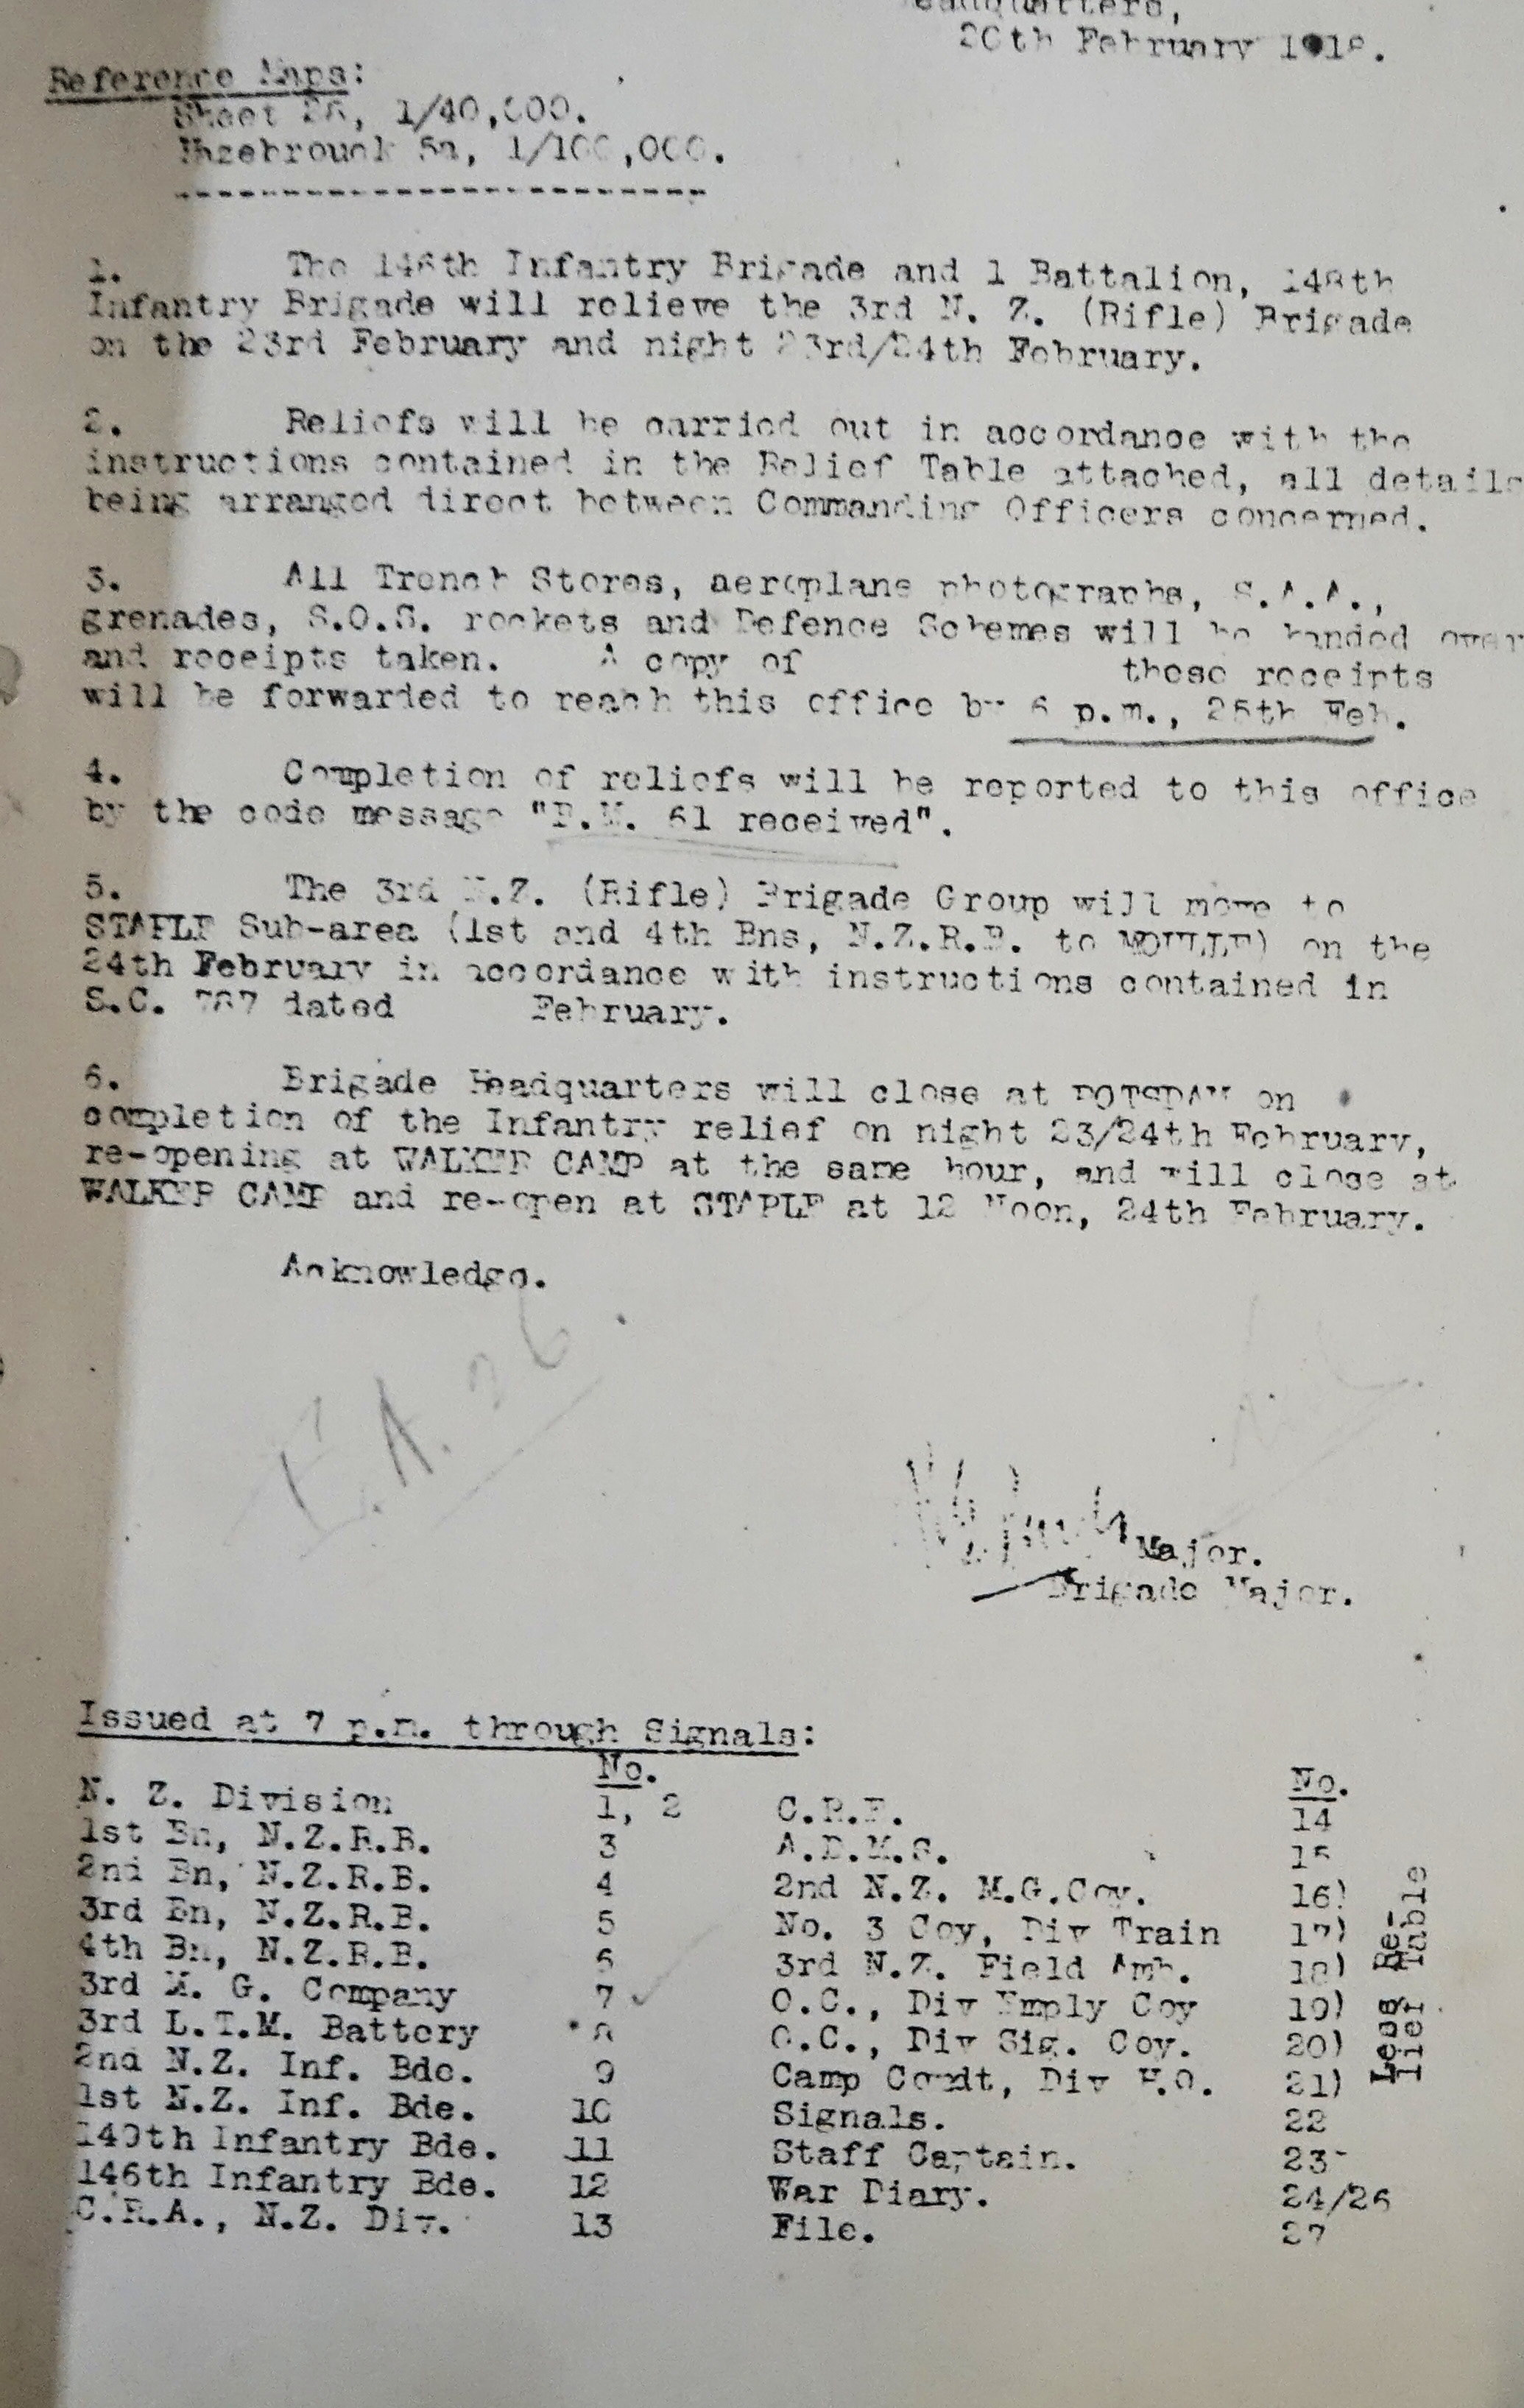 Headquarters,
20th February 1918.
Reference Maps:
Sheet 28, 1/40,000.
Hazebrouck 5a, 1/100,000.
------------------------
1. The 146th Infantry Brigade and 1 Battalion, 148th
Infantry Brigade will relieve the 3rd N. Z. (Rifle) Brigade
on the 23rd February and night 23rd/24th February.
2. Reliefs will be carried out in accordance with the
instructions contained in the Relief Table attached, all details
being arranged direct between Commanding Officers concerned.
3. All Trench Stores, aeroplane photographs, S.A.A.,
grenades, S.O.S. rockets and Defence Schemes will be handed over
and receipts taken. A copy of these receipts
will be forwarded to reach this office by 6 p.m., 25th Feb.
4. Completion of reliefs will be reported to this office
by the code message "B.M. 61 received".
5. The 3rd N.Z. (Rifle) Brigade Group will move to
STAPLE Sub-area (1st and 4th Bns, N.Z.R.B. to MOULLE) on the
24th February in accordance with instructions contained in
S.C. 787 dated February.
6. Brigade Headquarters will close at POTSDAM on
completion of the Infantry relief on night 23/24th February,
re-opening at WALKER CAMP at the same hour, and will close at
WALKER CAMP and re-open at STAPLE at 12 Noon, 24th February.
Acknowledge.
Major.
Brigade Major.
Issued at 7 p.m. through Signals:
No. No.
N. Z. Division 1, 2 C.R.E. 14
1st Bn, N.Z.R.B. 3 A.D.M.S. 15
2nd Bn, N.Z.R.B. 4 2nd N.Z. M.G.Coy. 16)
3rd Bn, N.Z.R.B. 5 No. 3 Coy, Div Train 17)
4th Bn, N.Z.R.B. 6 3rd N.Z. Field Amb. 18)
3rd M. G. Company 7 O.C., Div Emply Coy 19)
3rd L.T.M. Battery 8 O.C., Div Sig. Coy. 20)
2nd N.Z. Inf. Bde. 9 Camp Comdt, Div H.Q. 21)
1st N.Z. Inf. Bde. 10 Signals. 22
149th Infantry Bde. 11 Staff Captain. 23
146th Infantry Bde. 12 War Diary. 24/26
C.R.A., N.Z. Div. 13 File. 27
Less Re-
lief Table